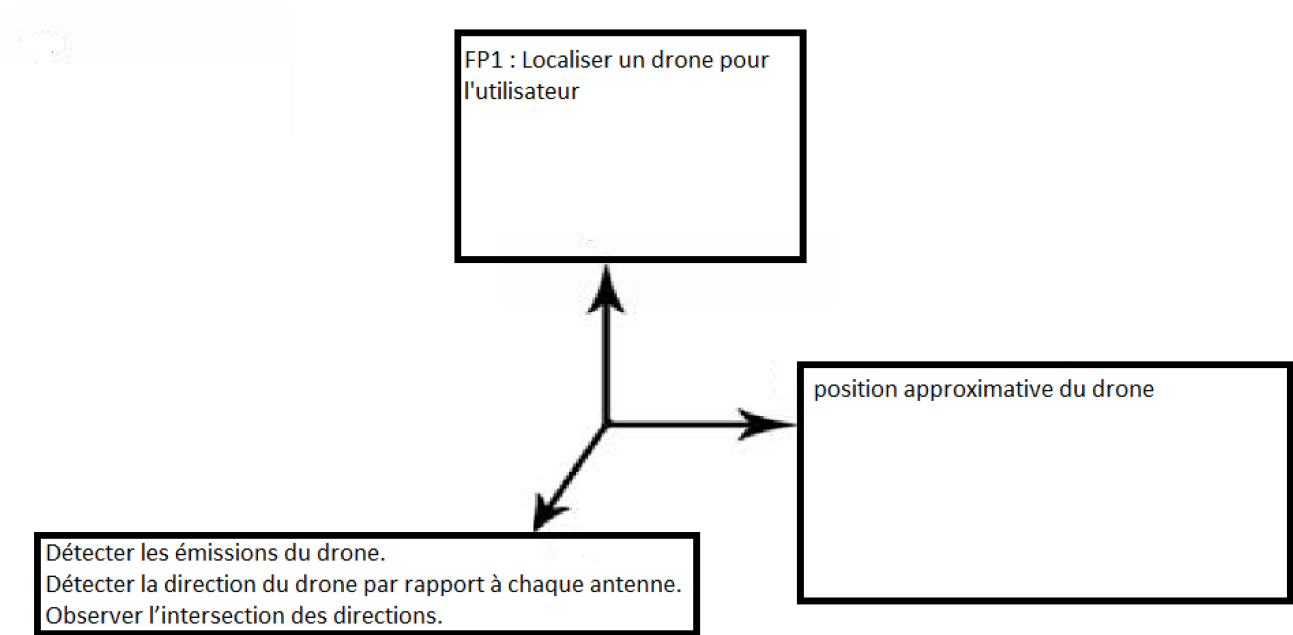 FP1 : Localiser un drone pour
l'utilisateur
position approximative du drone
Détecter les émissions du drone.
Détecter la direction du drone par rapport à chaque antenne.
Observer l’intersection des directions.